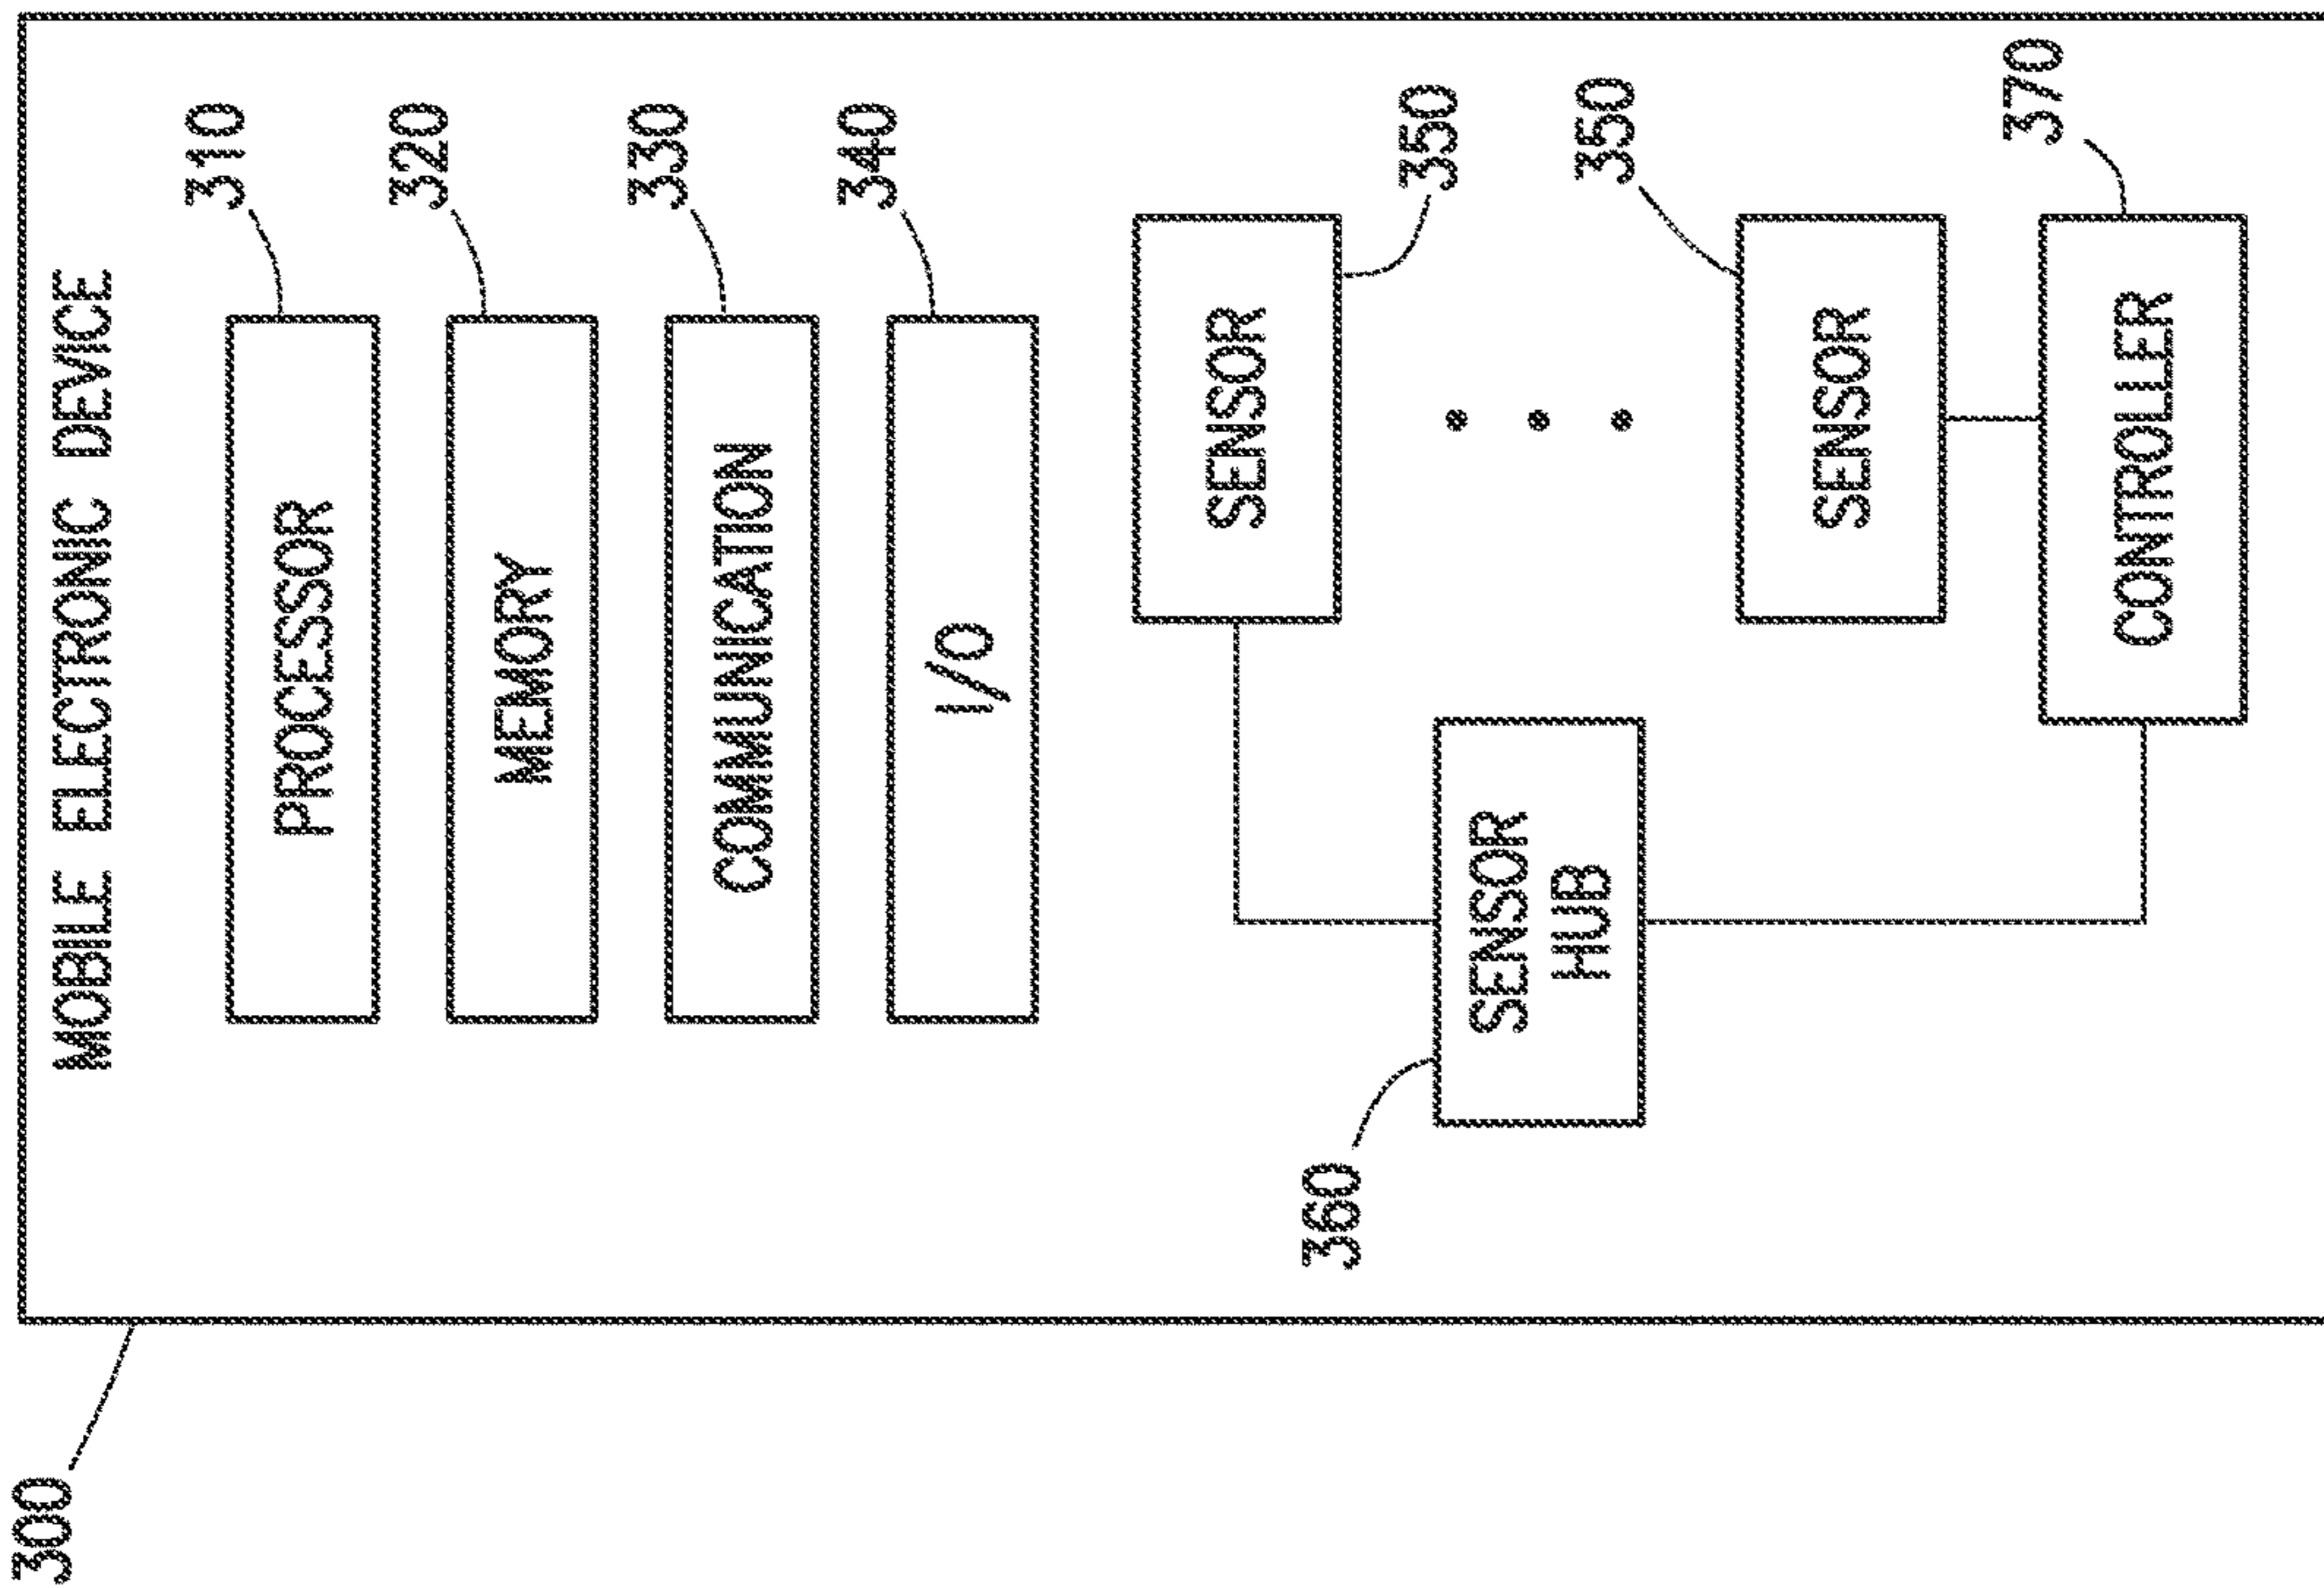 300
MOBILE ELECTRONIC DEVICE
310
PROCESSOR
320
MEMORY
330
COMMUNICATION
340
I/O
SENSOR
350
360
SENSOR
HUB
350
SENSOR
370
CONTROLLER